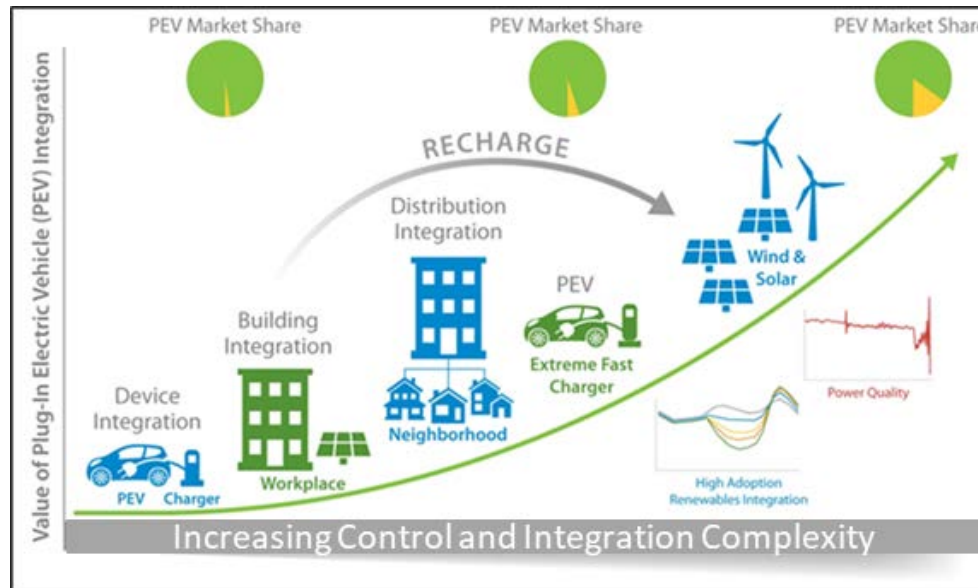 PEV Market Share
PEV Market Share
PEV Market Share
Value of Plug-In Electric Vehicle (PEV) Integration
RECHARGE
Distribution
Integration
Wind &
Solar
PEV
Building
Integration
Extreme Fast
Charger
Device
Integration
Neighborhood
Power Quality
PEV
Charger
Workplace
High Adoption
Renewables Integration
Increasing Control and Integration Complexity